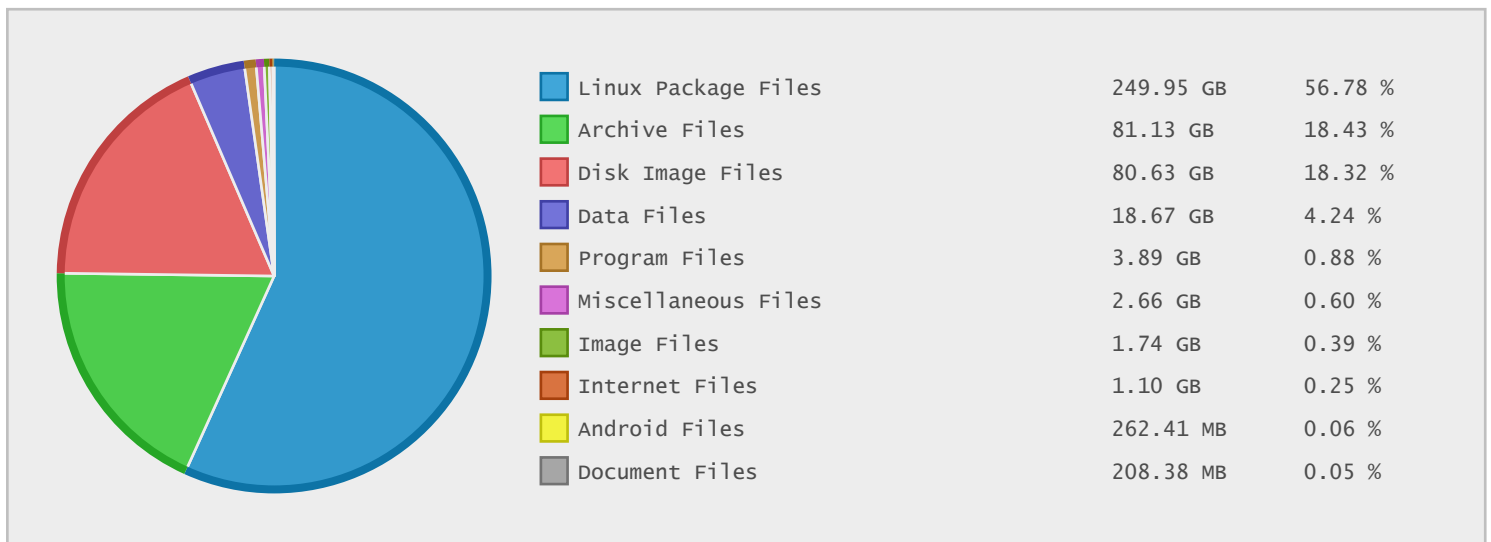 Linux Package Files 249.95 GB 56.78 %
Archive Files 81.13 GB 18.43 %
Disk Image Files 80.63 GB 18.32 %
Data Files 18.67 GB 4.24 %
Program Files 3.89 GB 0.88 %
Miscellaneous Files 2.66 GB 0.60 %
Image Files 1.74 GB 0.39 %
Internet Files 1.10 GB 0.25 %
Android Files 262.41 MB 0.06 %
Document Files 208.38 MB 0.05 %